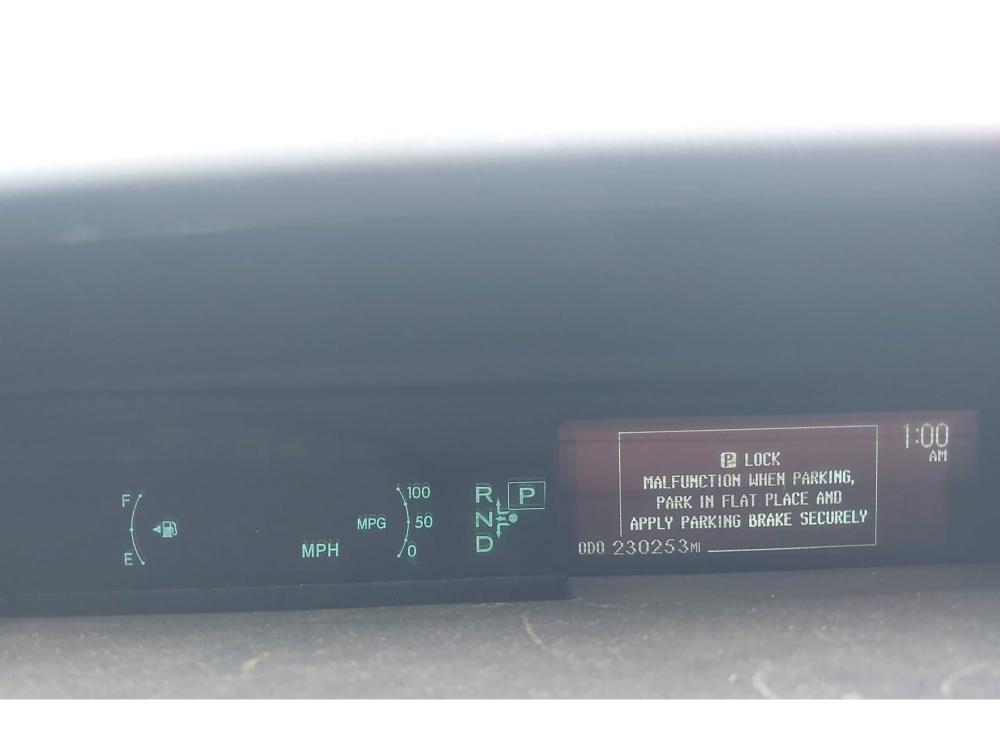 F
E
MPH
MPG
100
50
0
R P
N
D
P LOCK
MALFUNCTION WHEN PARKING,
PARK IN FLAT PLACE AND
APPLY PARKING BRAKE SECURELY
ODO 230253MI
1:00
AM